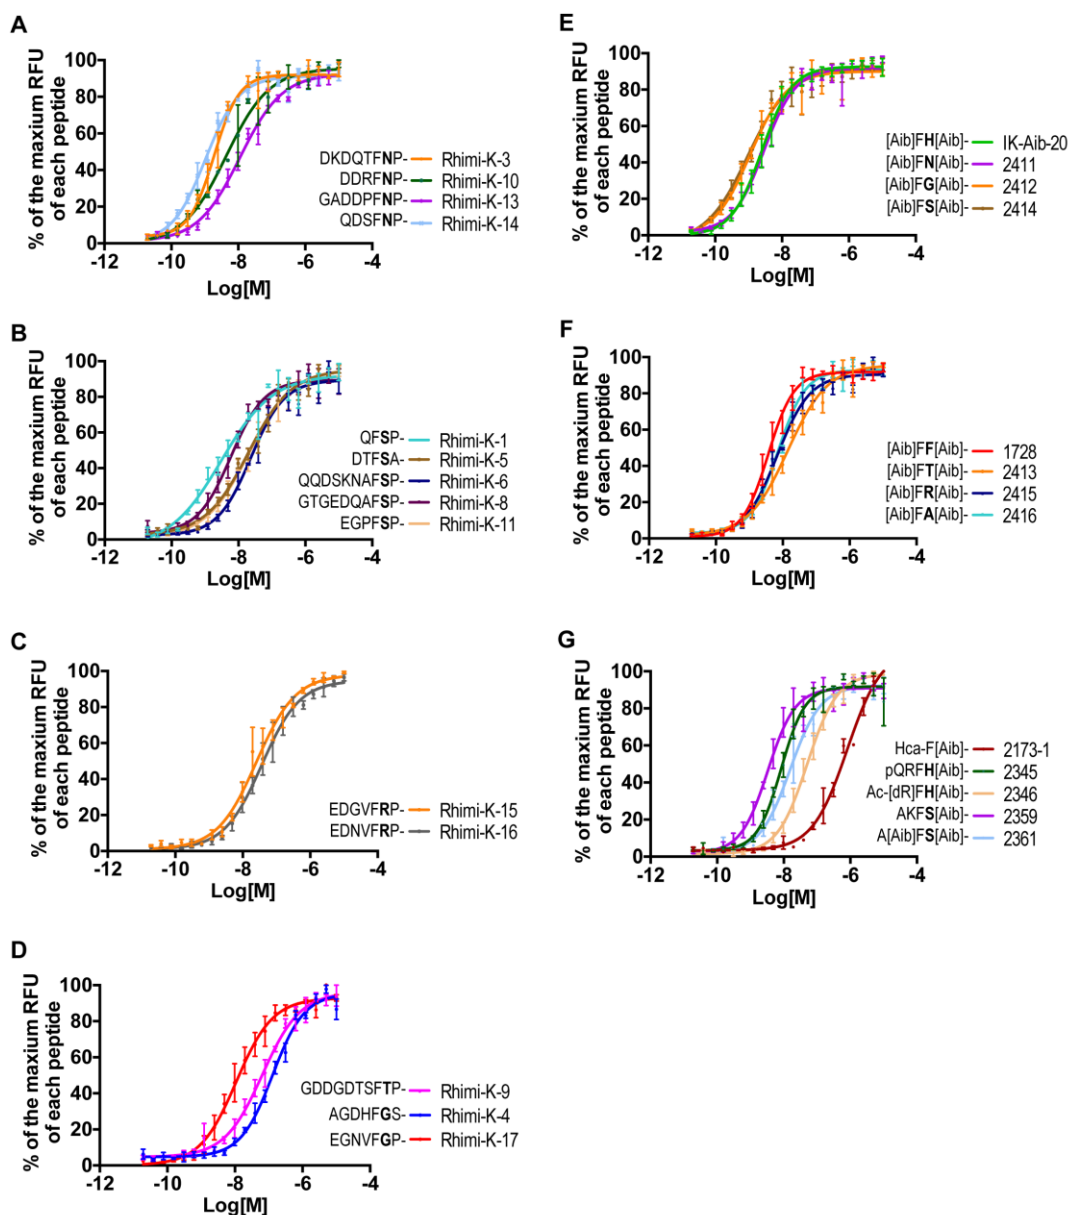 A
% of the maxium RFU
of each peptide
100
80
60
40
20
0
-12
-10
-8
-6
-4
Log[M]
DKDQTFNP- Rhimi-K-3
DDRFNP- Rhimi-K-10
GADDPFNP- Rhimi-K-13
QDSFNP- Rhimi-K-14
B
% of the maxium RFU
of each peptide
100
80
60
40
20
0
-12
-10
-8
-6
-4
-2
Log[M]
QFSP- Rhimi-K-1
DTFSA- Rhimi-K-5
QQDSKNAFSP- Rhimi-K-6
GTGEDQAFSP- Rhimi-K-8
EGPFSP- Rhimi-K-11
C
% of the maxium RFU
of each peptide
100
80
60
40
20
0
-12
-10
-8
-6
-4
Log[M]
EDGVFRP- Rhimi-K-15
EDNVFRP- Rhimi-K-16
D
% of the maxium RFU
of each peptide
100
80
60
40
20
0
-12
-10
-8
-6
-4
-2
Log[M]
GDDGDTSFTP- Rhimi-K-9
AGDHFGS- Rhimi-K-4
EGNVFGP- Rhimi-K-17
E
% of the maxium RFU
of each peptide
100
80
60
40
20
0
-12
-10
-8
-6
-4
-2
Log[M]
[Aib]FH[Aib]- IK-Aib-20
[Aib]FN[Aib]- 2411
[Aib]FG[Aib]- 2412
[Aib]FS[Aib]- 2414
F
% of the maxium RFU
of each peptide
100
80
60
40
20
0
-12
-10
-8
-6
-4
-2
Log[M]
[Aib]FF[Aib]- 1728
[Aib]FT[Aib]- 2413
[Aib]FR[Aib]- 2415
[Aib]FA[Aib]- 2416
G
% of the maxium RFU
of each peptide
100
80
60
40
20
0
-12
-10
-8
-6
-4
Log[M]
Hca-F[Aib]- 2173-1
pQRFH[Aib]- 2345
Ac-[dR]FH[Aib]- 2346
AKFS[Aib]- 2359
A[Aib]FS[Aib]- 2361